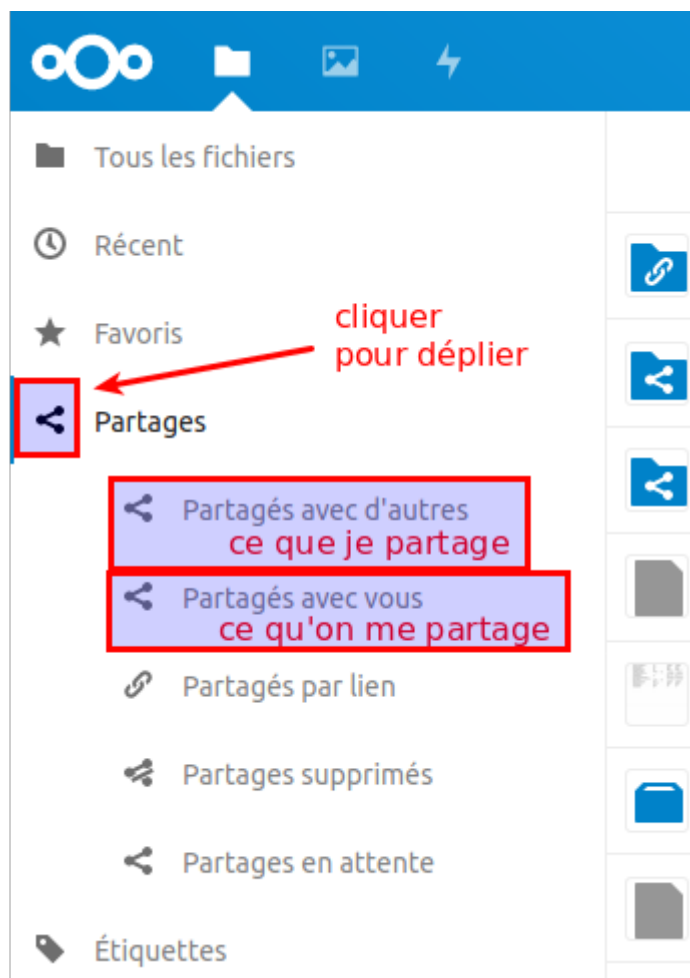 Tous les fichiers
Récent
Favoris
cliquer
pour déplier
Partages
Partagés avec d'autres
ce que je partage
Partagés avec vous
ce qu'on me partage
Partagés par lien
Partages supprimés
Partages en attente
Étiquettes